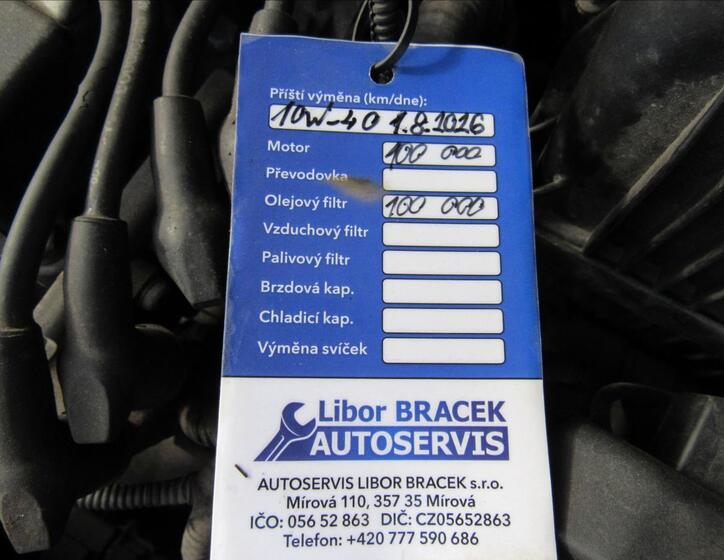 Příští výměna (km/dne):
10W-40 1.8.2026
Motor 100 000
Převodovka
Olejový filtr 100 000
Vzduchový filtr
Palivový filtr
Brzdová kap.
Chladicí kap.
Výměna svíček
Libor BRACEK
AUTOSERVIS
AUTOSERVIS LIBOR BRACEK s.r.o.
Mírová 110, 357 35 Mírová
IČO: 056 52 863 DIČ: CZ05652863
Telefon: +420 777 590 686